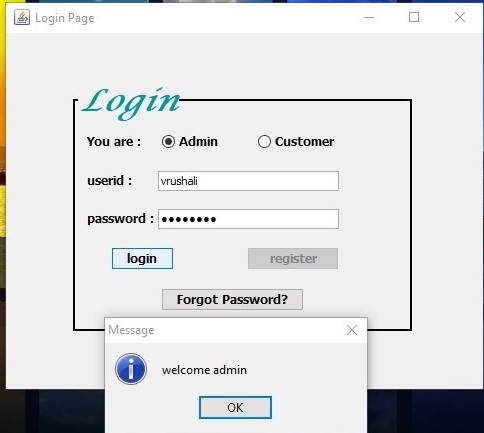 Login Page
Login
You are : Admin Customer
userid : vrushali
password : ••••••••
login register
Forgot Password?
Message
welcome admin
OK